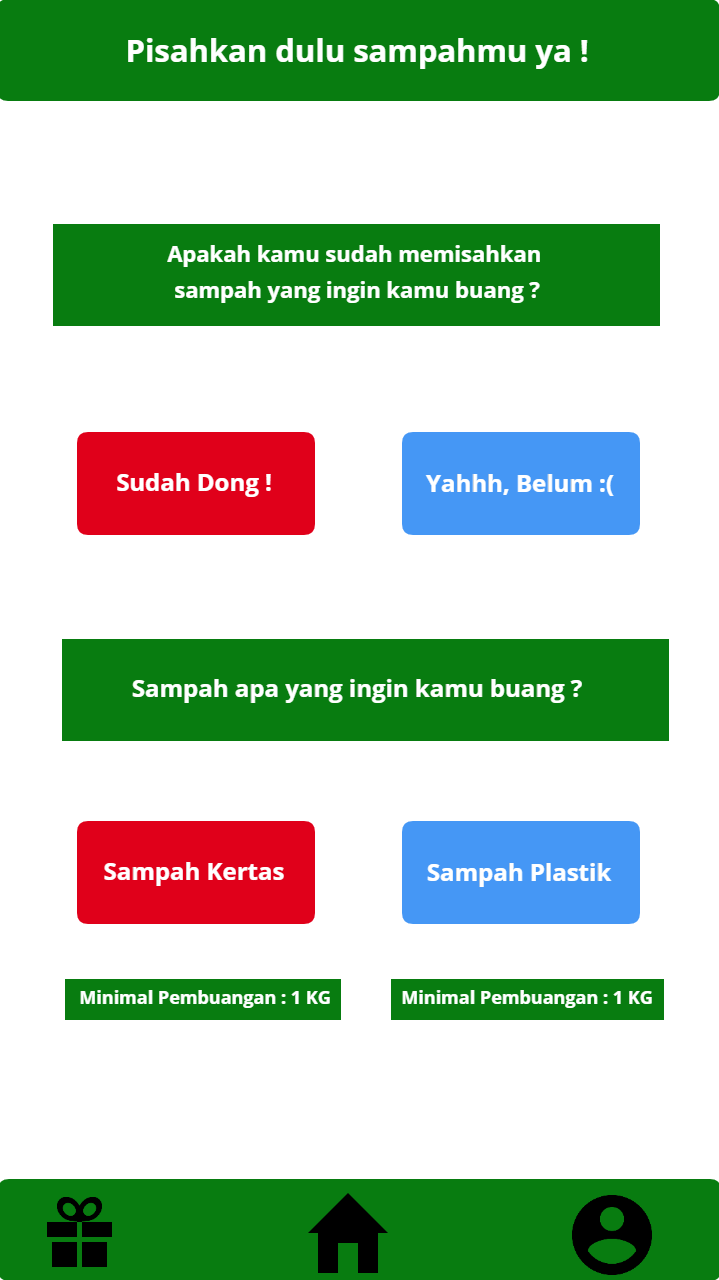 Pisahkan dulu sampahmu ya !
Apakah kamu sudah memisahkan
sampah yang ingin kamu buang ?
Sudah Dong !
Yahhh, Belum :(
Sampah apa yang ingin kamu buang ?
Sampah Kertas
Sampah Plastik
Minimal Pembuangan : 1 KG
Minimal Pembuangan : 1 KG